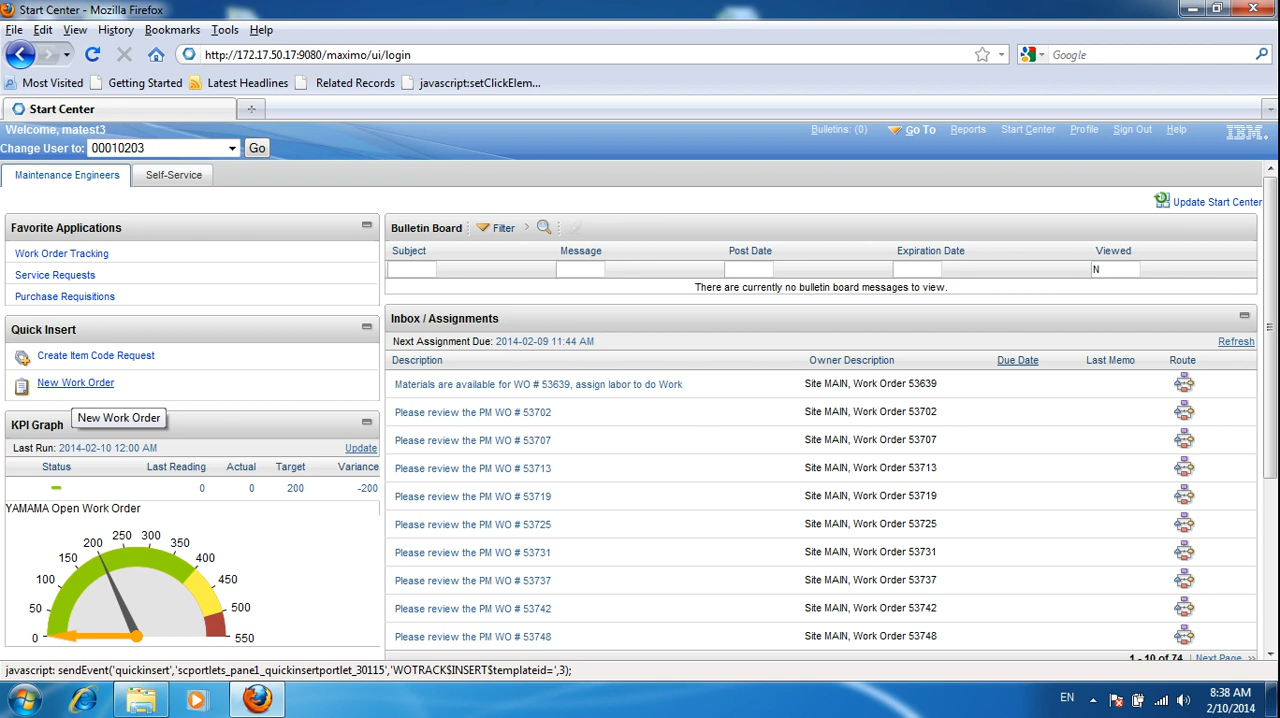 Start Center - Mozilla Firefox
File Edit View History Bookmarks Tools Help
http://172.17.50.17:9080/maximo/ui/login
Google
Most Visited Getting Started Latest Headlines Related Records javascript:setClickElem...
Start Center
Welcome, matest3
Bulletins: (0) Go To Reports Start Center Profile Sign Out Help IBM.
Change User to: 00010203 Go
Maintenance Engineers Self-Service
Update Start Center
Favorite Applications
Work Order Tracking
Service Requests
Purchase Requisitions
Quick Insert
Create Item Code Request
New Work Order
New Work Order
KPI Graph
Last Run: 2014-02-10 12:00 AM Update
Status Last Reading Actual Target Variance
0 0 200 -200
YAMAMA Open Work Order
0 50 100 150 200 250 300 350 400 450 500 550
Bulletin Board Filter
Subject Message Post Date Expiration Date Viewed
N
There are currently no bulletin board messages to view.
Inbox / Assignments
Next Assignment Due: 2014-02-09 11:44 AM Refresh
Description Owner Description Due Date Last Memo Route
Materials are available for WO # 53639, assign labor to do Work Site MAIN, Work Order 53639
Please review the PM WO # 53702 Site MAIN, Work Order 53702
Please review the PM WO # 53707 Site MAIN, Work Order 53707
Please review the PM WO # 53713 Site MAIN, Work Order 53713
Please review the PM WO # 53719 Site MAIN, Work Order 53719
Please review the PM WO # 53725 Site MAIN, Work Order 53725
Please review the PM WO # 53731 Site MAIN, Work Order 53731
Please review the PM WO # 53737 Site MAIN, Work Order 53737
Please review the PM WO # 53742 Site MAIN, Work Order 53742
Please review the PM WO # 53748 Site MAIN, Work Order 53748
1 - 10 of 74 Next Page
javascript: sendEvent('quickinsert','scportlets_pane1_quickinsertportlet_30115','WOTRACK$INSERT$templateid=',3);
EN
8:38 AM
2/10/2014